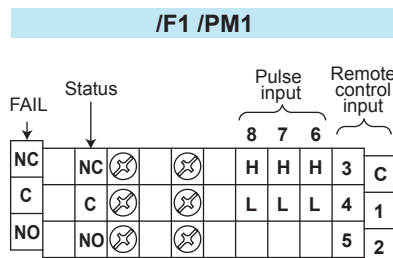 /F1 /PM1
Pulse input
Remote control input
Status
FAIL
8 7 6
NC NC H H H 3 C
C C L L L 4 1
NO NO 5 2